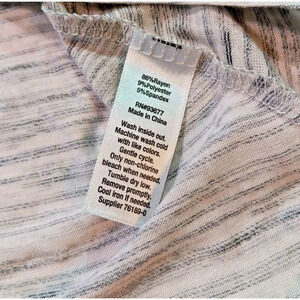 86%Rayon
9%Polyester
5%Spandex
RN#93677
Made in China
Wash inside out.
Machine wash cold
with like colors.
Gentle cycle.
Only non-chlorine
bleach when needed.
Tumble dry low.
Remove promptly.
Cool iron if needed.
Supplier 76189-0